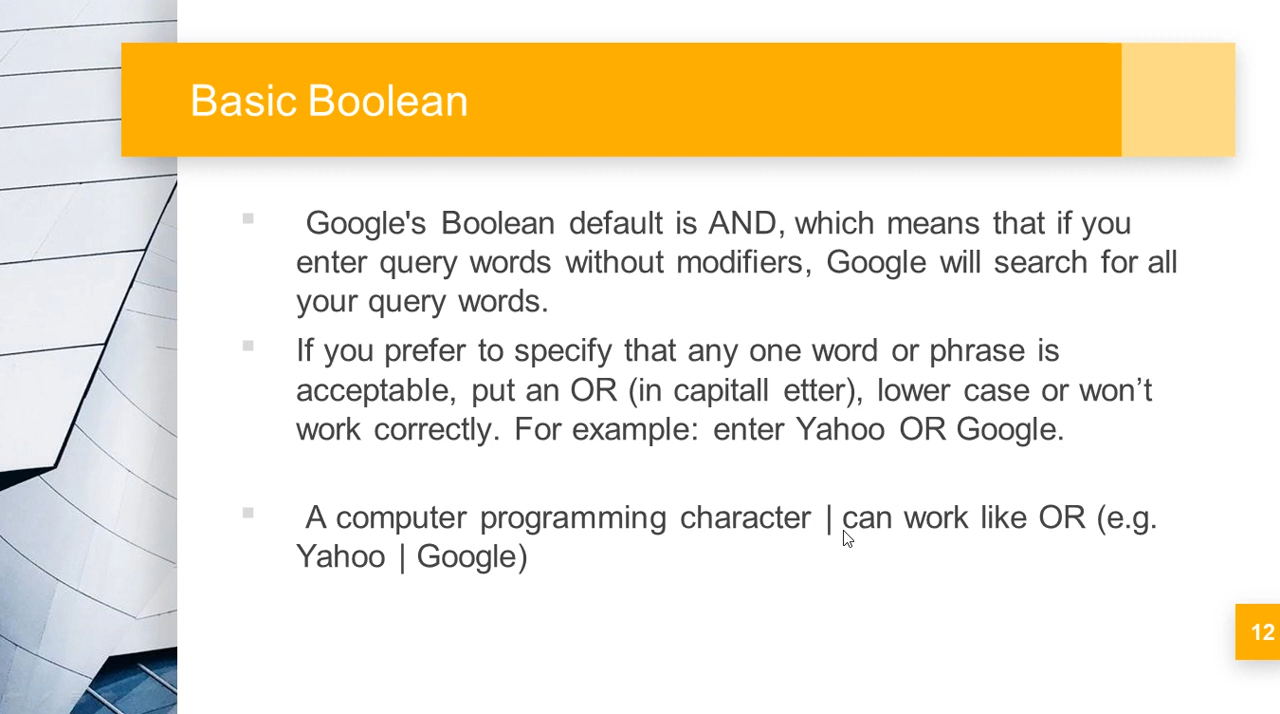 Basic Boolean
Google's Boolean default is AND, which means that if you
enter query words without modifiers, Google will search for all
your query words.
If you prefer to specify that any one word or phrase is
acceptable, put an OR (in capitall etter), lower case or won’t
work correctly. For example: enter Yahoo OR Google.
A computer programming character | can work like OR (e.g.
Yahoo | Google)
12